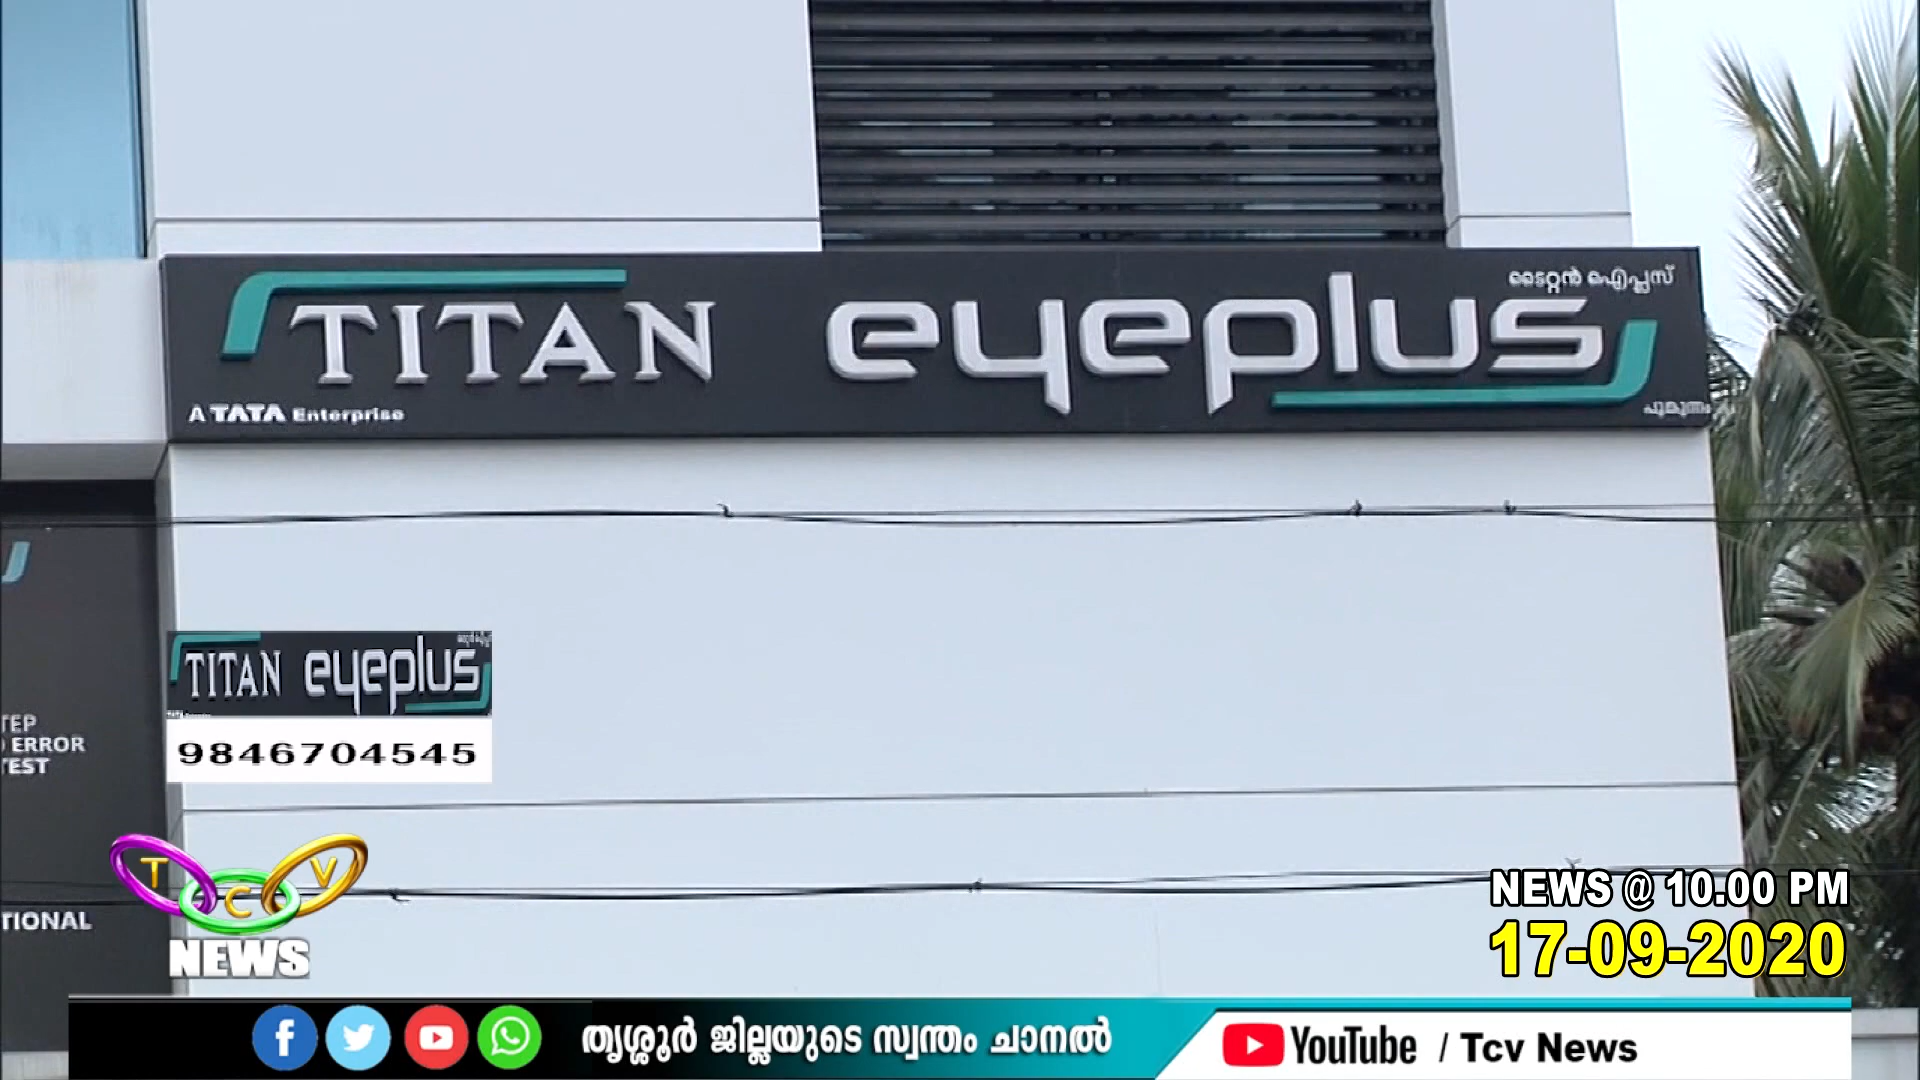 ടൈറ്റൻ ഐപ്ലസ്
TITAN eyeplus
A TATA Enterprise
പൂങ്കുന്നം
TITAN eyeplus
9846704545
TEP
ERROR
TEST
TIONAL
T C V
NEWS
NEWS @ 10.00 PM
17-09-2020
തൃശ്ശൂർ ജില്ലയുടെ സ്വന്തം ചാനൽ
YouTube / Tcv News